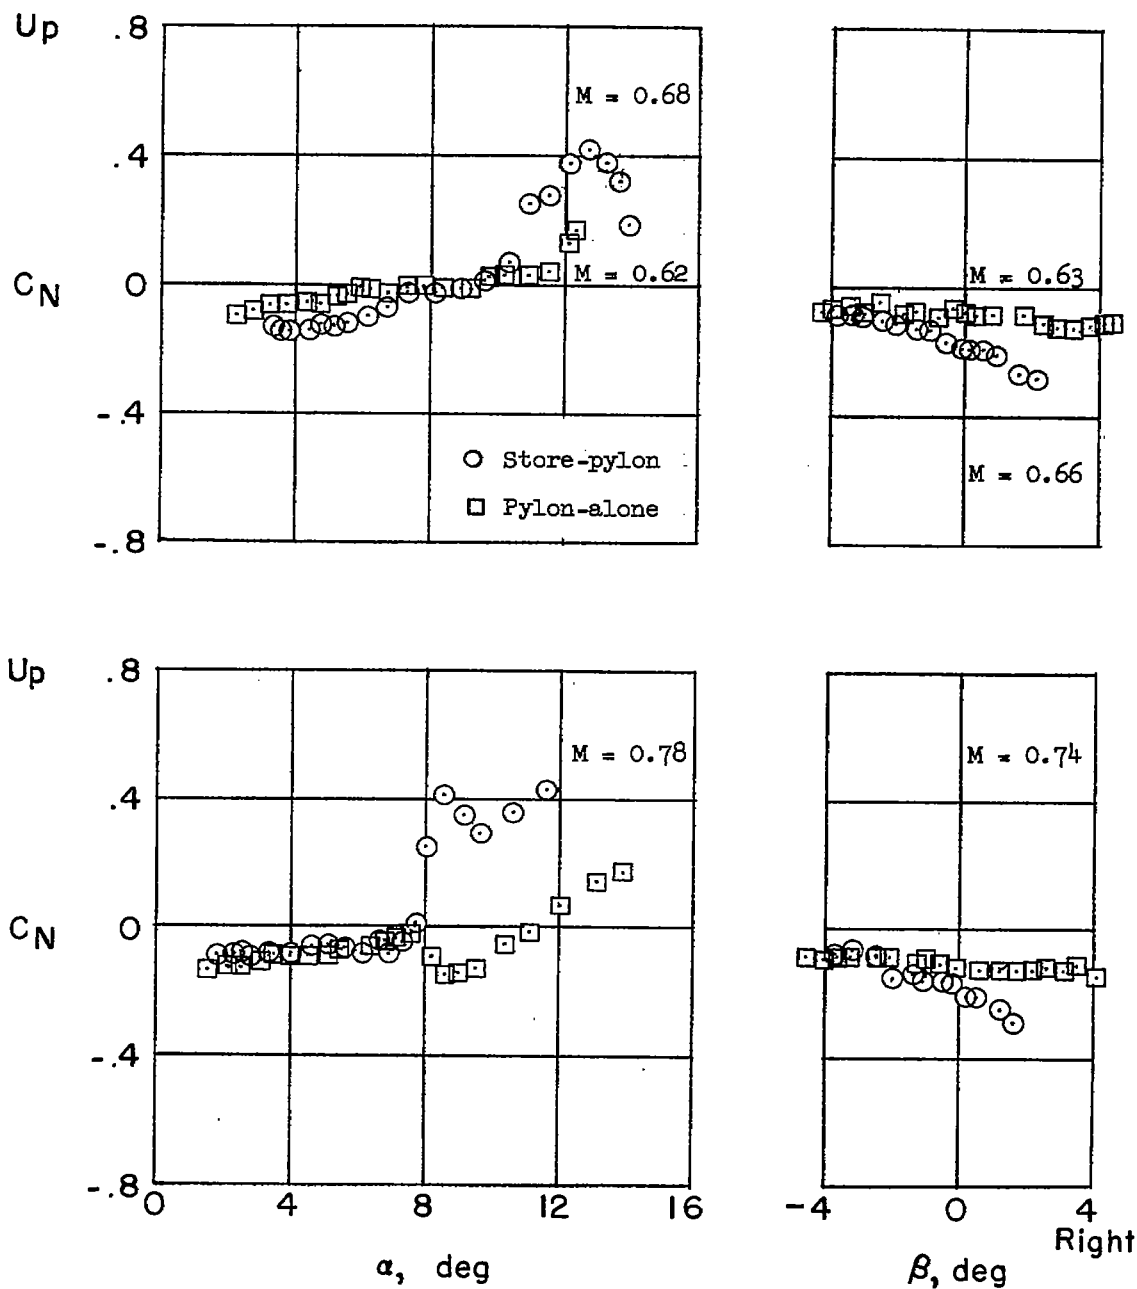 Up
.8
M = 0.68
.4
C_N
0
M = 0.62
M = 0.63
-.4
Store-pylon
M = 0.66
Pylon-alone
-.8
Up
.8
M = 0.78
M = 0.74
.4
C_N
0
-.4
-.8
0 4 8 12 16
-4 0 4
Right
α, deg
β, deg